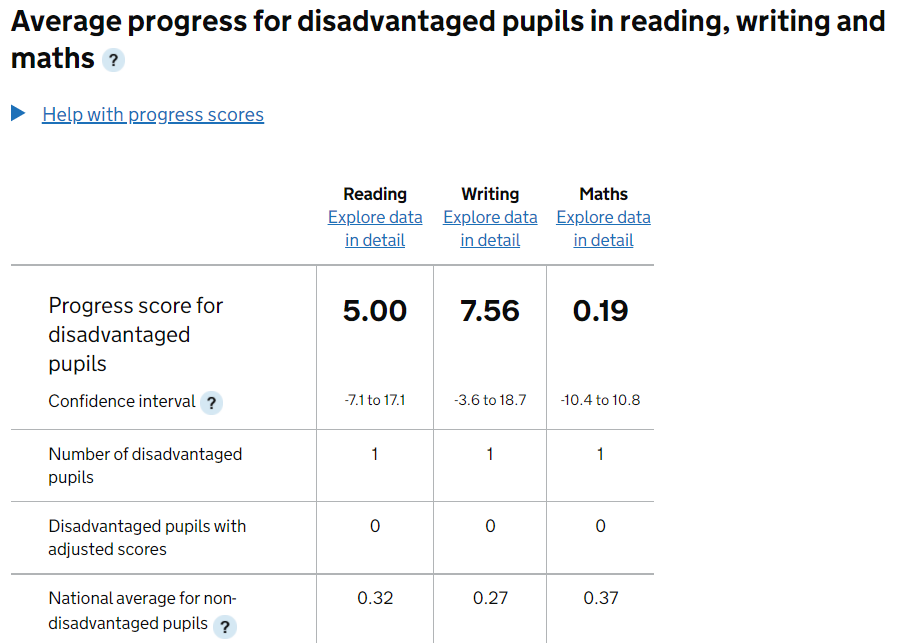 Average progress for disadvantaged pupils in reading, writing and
maths ?
Help with progress scores
Reading Writing Maths
Explore data Explore data Explore data
in detail in detail in detail
Progress score for 5.00 7.56 0.19
disadvantaged
pupils
Confidence interval ? -7.1 to 17.1 -3.6 to 18.7 -10.4 to 10.8
Number of disadvantaged 1 1 1
pupils
Disadvantaged pupils with 0 0 0
adjusted scores
National average for non- 0.32 0.27 0.37
disadvantaged pupils ?